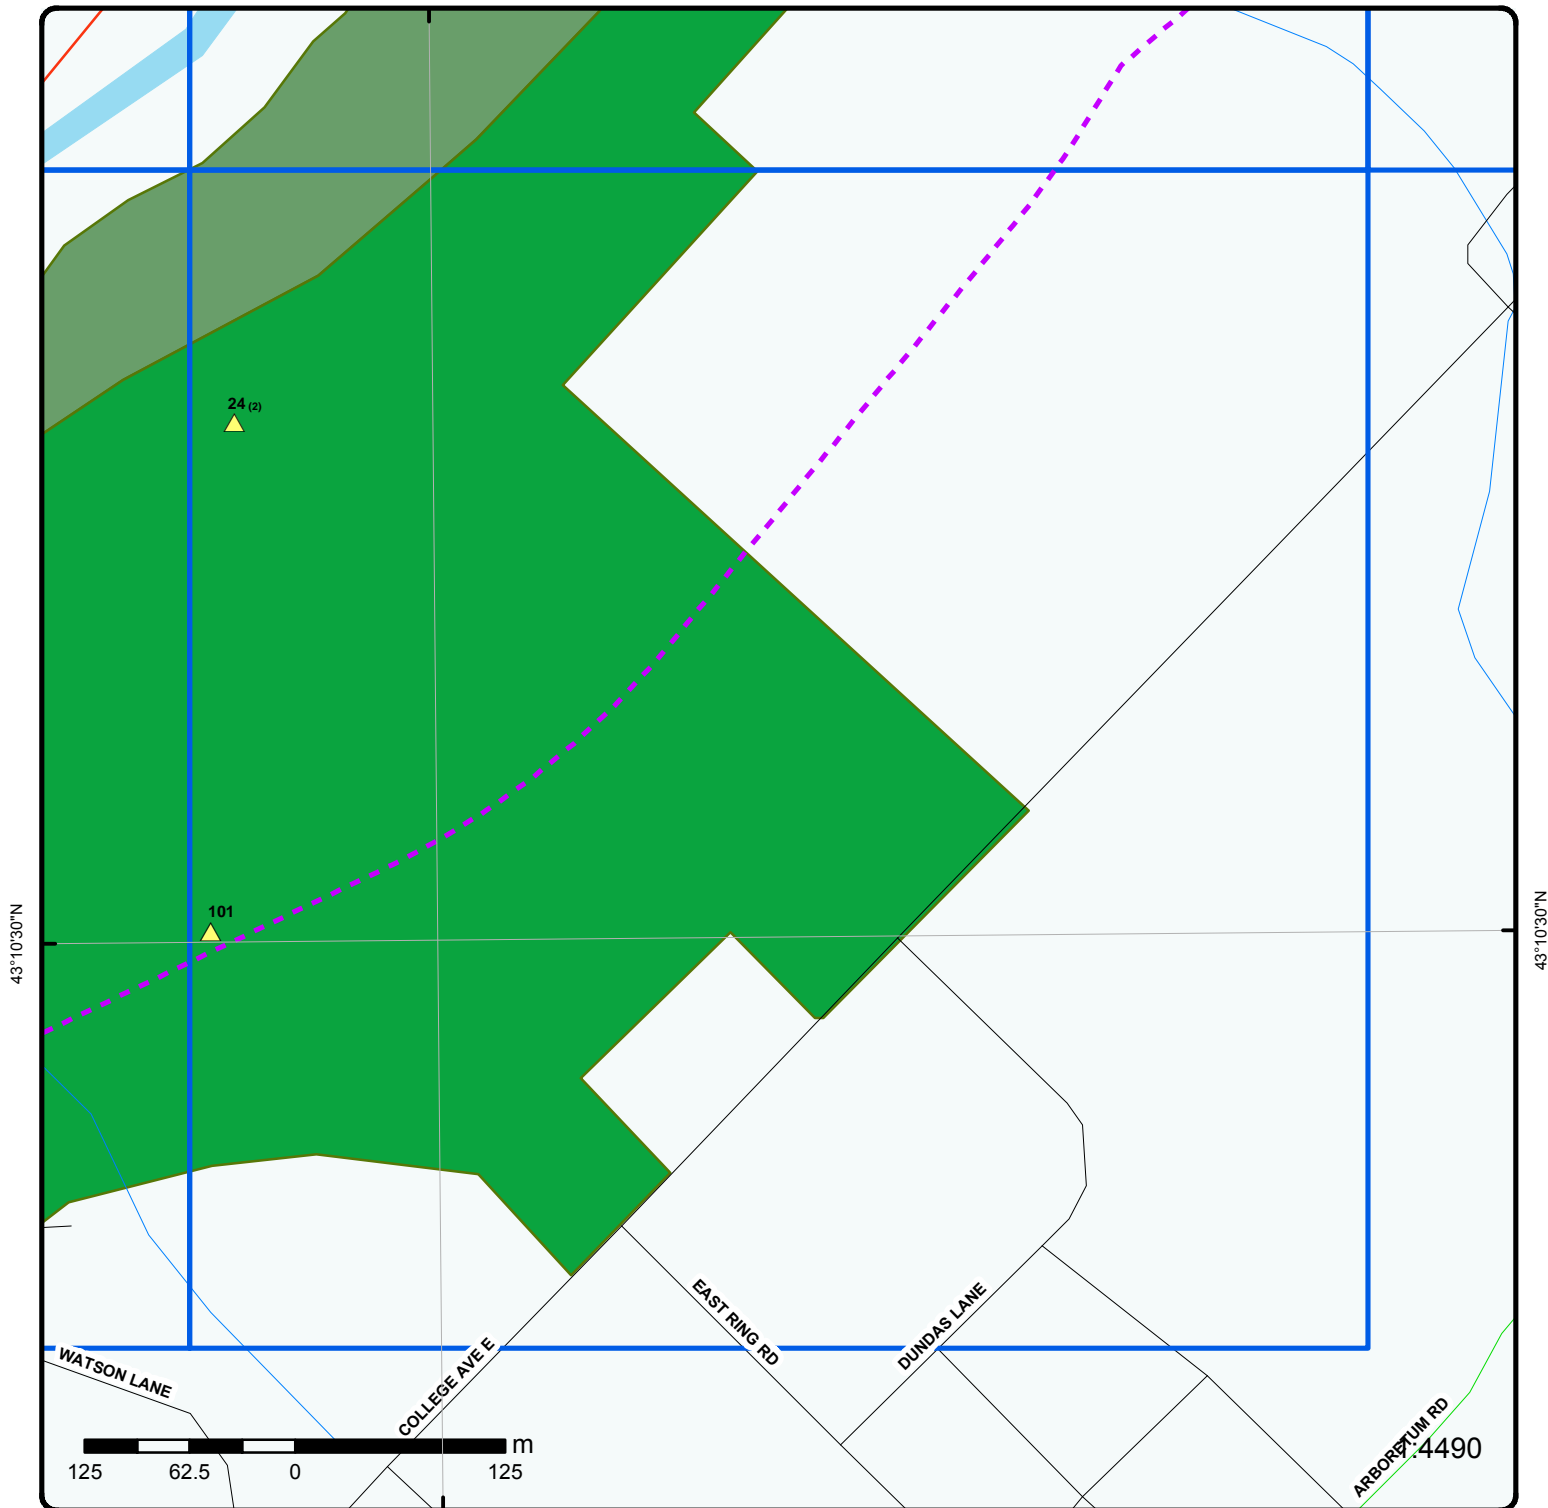 24 (2)
101
43°10'30"N
43°10'30"N
EAST RING RD
DUNDAS LANE
WATSON LANE
COLLEGE AVE E
ARBORETUM RD
m
:4490
125 62.5 0 125